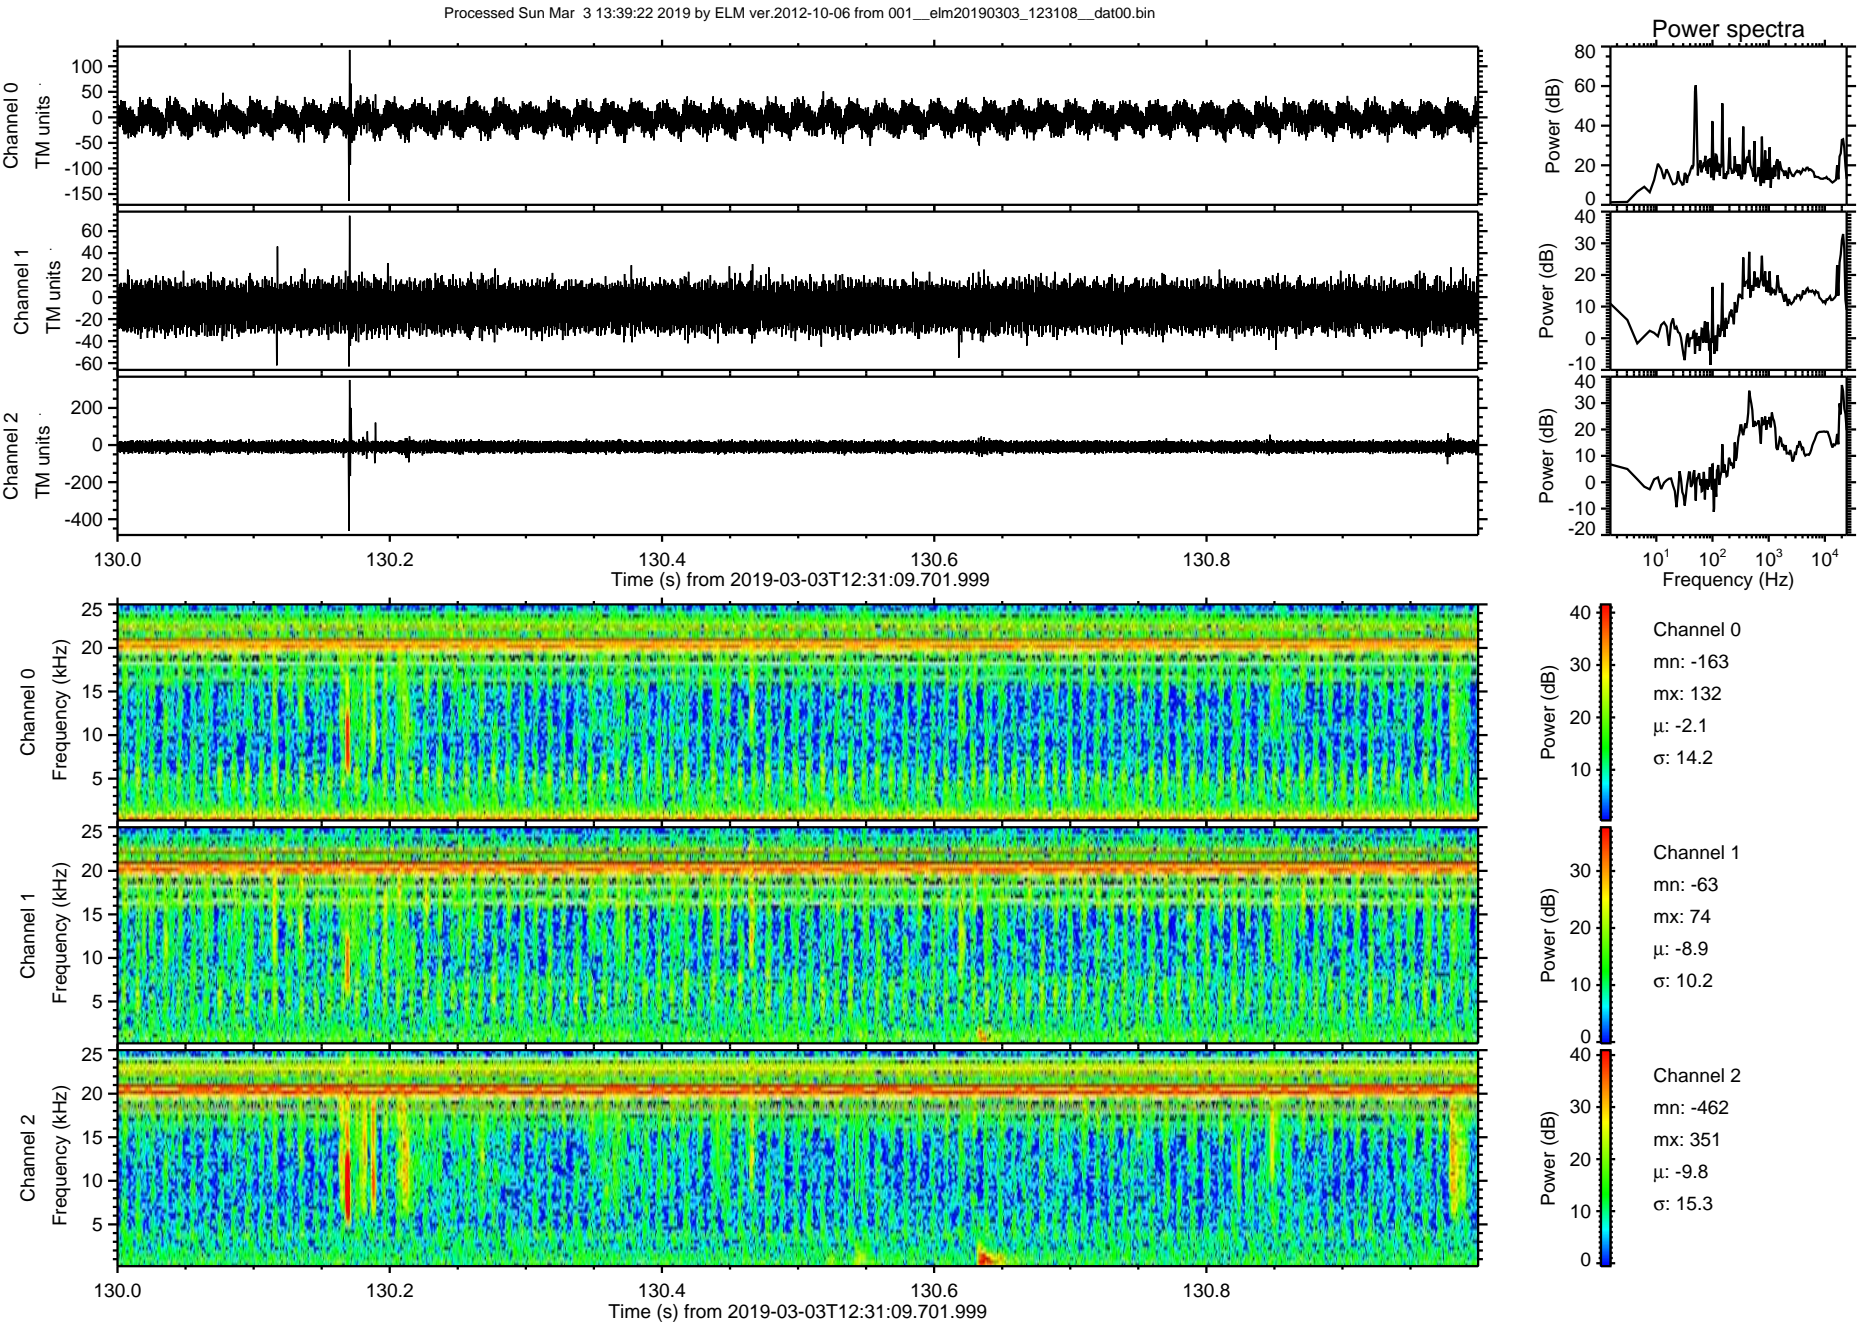 Processed Sun Mar 3 13:39:22 2019 by ELM ver.2012-10-06 from 001__elm20190303_123108__dat00.bin
Power spectra
Channel 0
TM units
100
50
0
-50
-100
-150
Power (dB)
80
60
40
20
0
Channel 1
TM units
60
40
20
0
-20
-40
-60
Power (dB)
40
30
20
10
0
-10
Channel 2
TM units
200
0
-200
-400
Power (dB)
40
30
20
10
0
-10
-20
130.0 130.2 130.4 130.6 130.8
Time (s) from 2019-03-03T12:31:09.701.999
10^1 10^2 10^3 10^4
Frequency (Hz)
Channel 0
Frequency (kHz)
25
20
15
10
5
Power (dB)
40
30
20
10
Channel 0
mn: -163
mx: 132
μ: -2.1
σ: 14.2
Channel 1
Frequency (kHz)
25
20
15
10
5
Power (dB)
30
20
10
0
Channel 1
mn: -63
mx: 74
μ: -8.9
σ: 10.2
Channel 2
Frequency (kHz)
25
20
15
10
5
Power (dB)
40
30
20
10
0
Channel 2
mn: -462
mx: 351
μ: -9.8
σ: 15.3
130.0 130.2 130.4 130.6 130.8
Time (s) from 2019-03-03T12:31:09.701.999